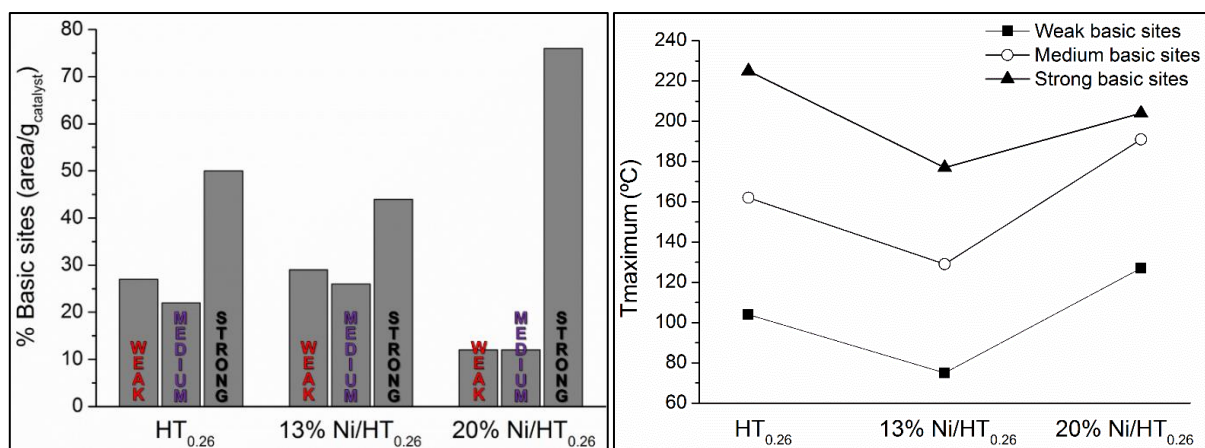 % Basic sites (area/g_catalyst)
80
70
60
50
40
30
20
10
0
WEAK
MEDIUM
STRONG
WEAK
MEDIUM
STRONG
WEAK
MEDIUM
STRONG
HT0.26
13% Ni/HT0.26
20% Ni/HT0.26
Tmaximum (ºC)
240
220
200
180
160
140
120
100
80
60
Weak basic sites
Medium basic sites
Strong basic sites
HT0.26
13% Ni/HT0.26
20% Ni/HT0.26